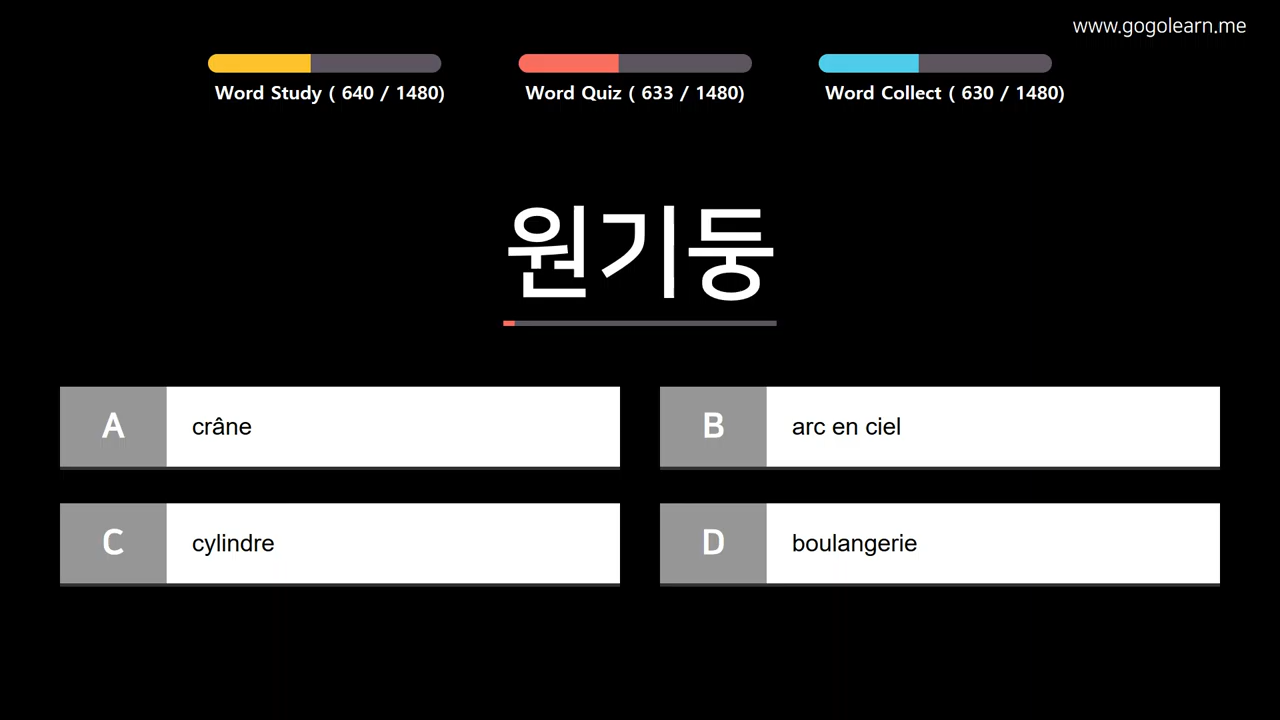 www.gogolearn.me
Word Study ( 640 / 1480)
Word Quiz ( 633 / 1480)
Word Collect ( 630 / 1480)
원기둥
A crâne
B arc en ciel
C cylindre
D boulangerie